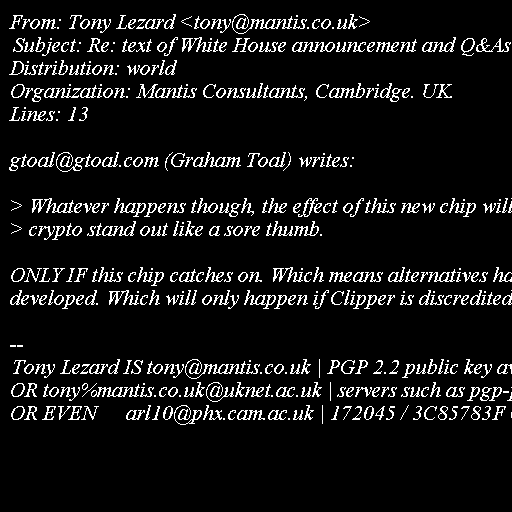 From: Tony Lezard <tony@mantis.co.uk>
Subject: Re: text of White House announcement and Q&As
Distribution: world
Organization: Mantis Consultants, Cambridge. UK.
Lines: 13

gtoal@gtoal.com (Graham Toal) writes:

> Whatever happens though, the effect of this new chip will
> crypto stand out like a sore thumb.

ONLY IF this chip catches on. Which means alternatives ha
developed. Which will only happen if Clipper is discredited

--
Tony Lezard IS tony@mantis.co.uk | PGP 2.2 public key av
OR tony%mantis.co.uk@uknet.ac.uk | servers such as pgp-
OR EVEN arl10@phx.cam.ac.uk | 172045 / 3C85783F